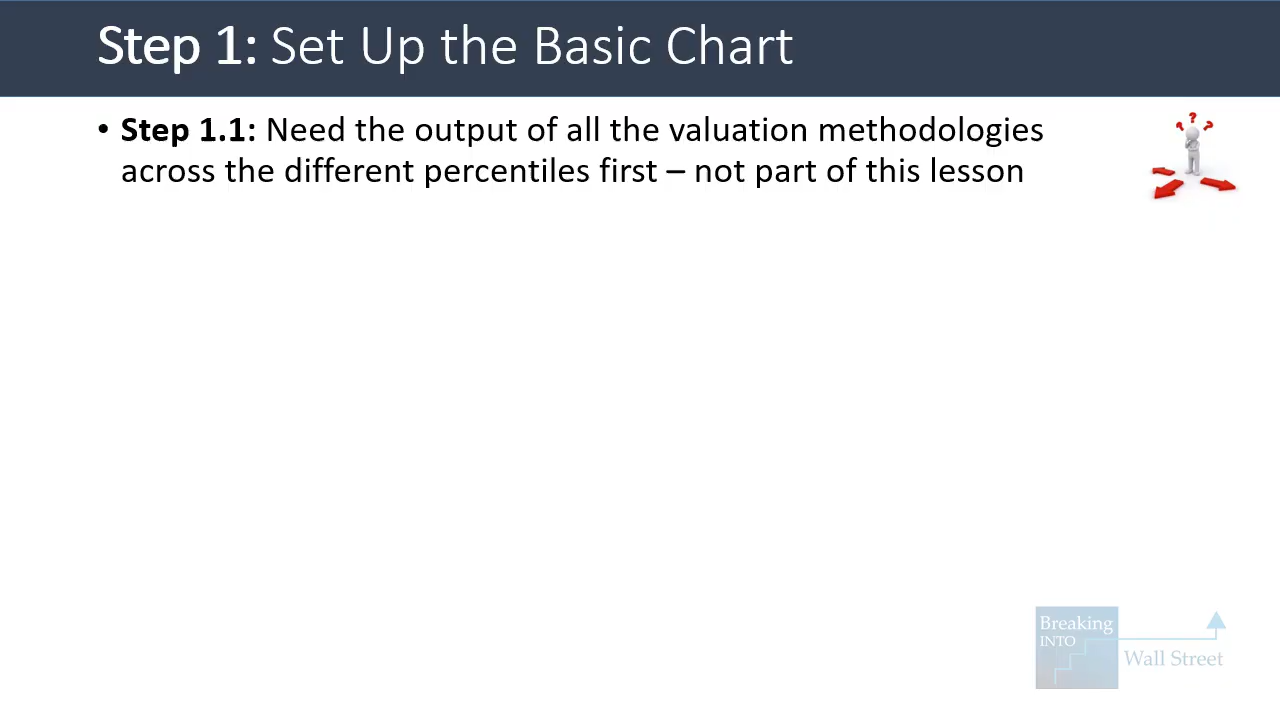 Step 1: Set Up the Basic Chart
• Step 1.1: Need the output of all the valuation methodologies
across the different percentiles first – not part of this lesson
? ? ?
Breaking
INTO
Wall Street